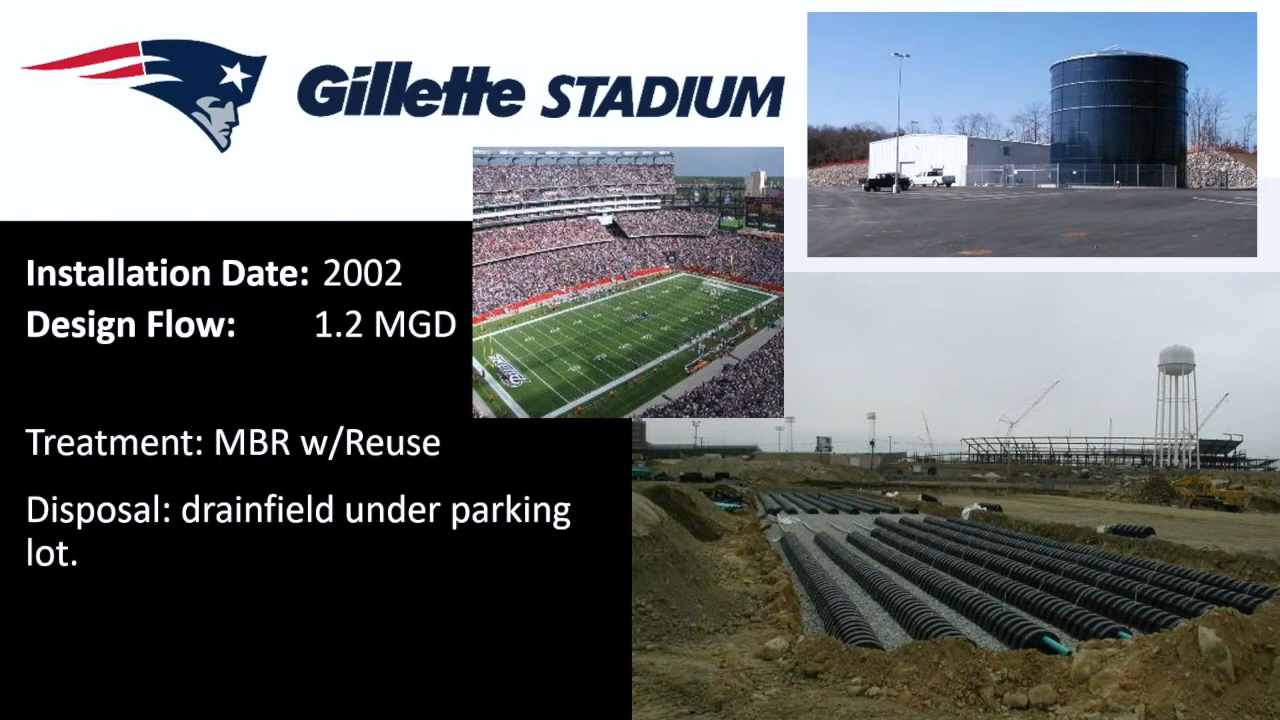 Gillette STADIUM
Installation Date: 2002
Design Flow: 1.2 MGD
Treatment: MBR w/Reuse
Disposal: drainfield under parking
lot.